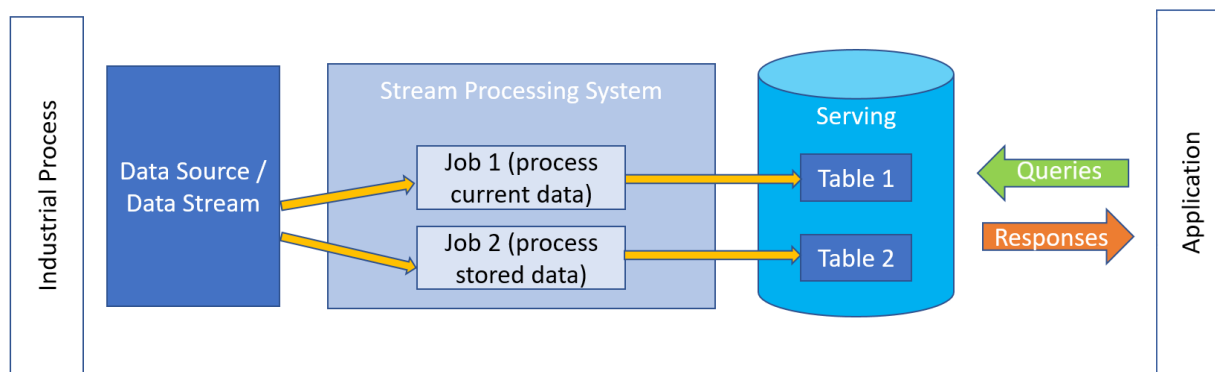 Industrial Process
Data Source /
Data Stream
Stream Processing System
Job 1 (process
current data)
Job 2 (process
stored data)
Serving
Table 1
Table 2
Queries
Responses
Application